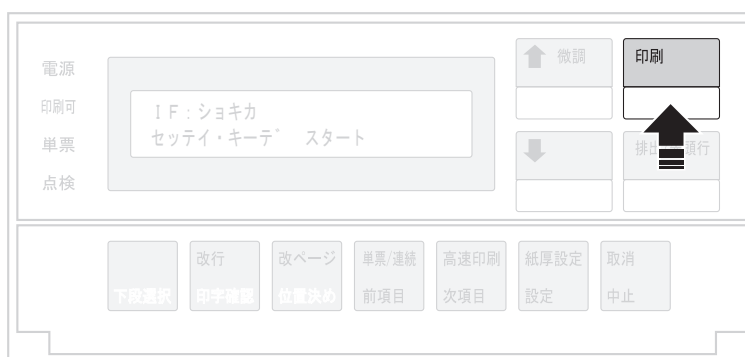 電源
印刷可
単票
点検
IF:ショキカ
セッテイ・キーデ スタート
微調
印刷
排出 頭行
下段選択
改行
印字確認
改ページ
位置決め
単票/連続
前項目
高速印刷
次項目
紙厚設定
設定
取消
中止